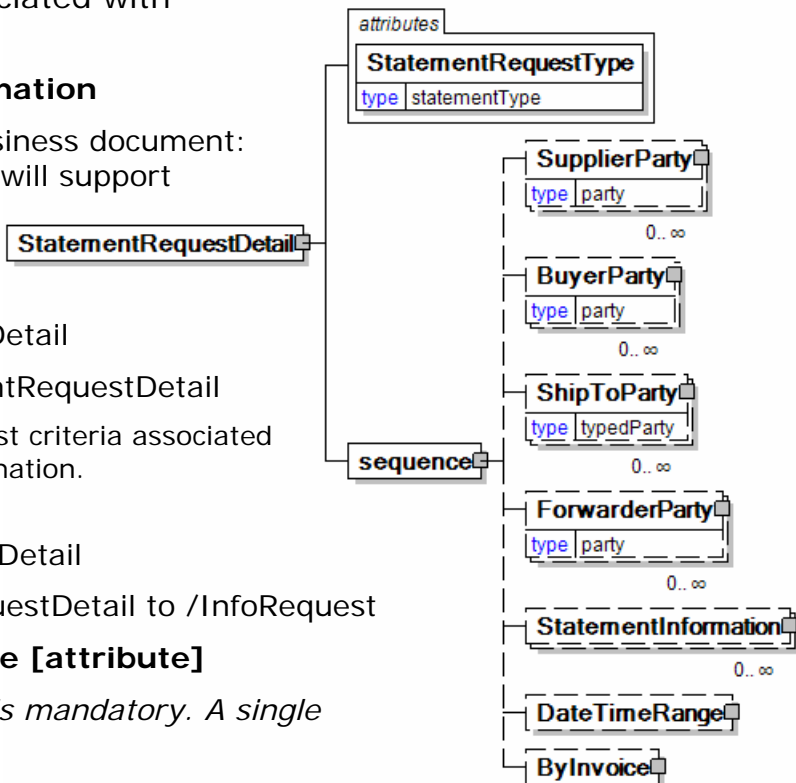 ciated with
nation
siness document:
will support
Detail
ntRequestDetail
st criteria associated
nation.
Detail
uestDetail to /InfoRequest
e [attribute]
s mandatory. A single
StatementRequestDetail
attributes
StatementRequestType
type statementType
sequence
SupplierParty
type party
0.. ∞
BuyerParty
type party
0.. ∞
ShipToParty
type typedParty
0.. ∞
ForwarderParty
type party
0.. ∞
StatementInformation
0.. ∞
DateTimeRange
ByInvoice